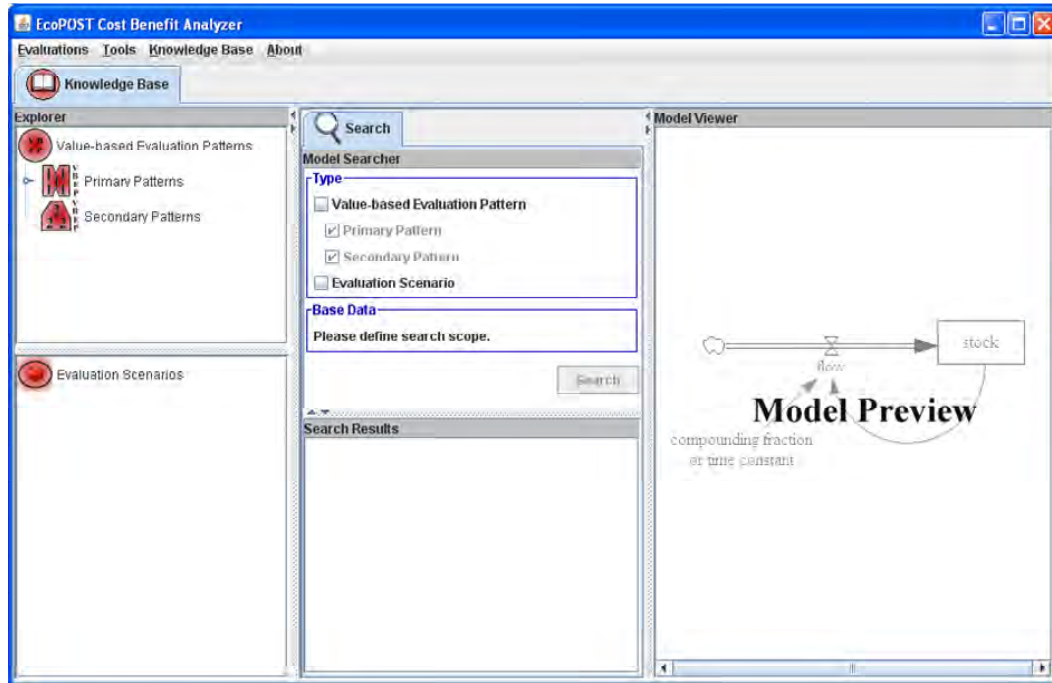 EcoPOST Cost Benefit Analyzer
Evaluations Tools Knowledge Base About
Knowledge Base
Explorer
Value-based Evaluation Patterns
VBEP
Primary Patterns
VBEP
Secondary Patterns
Evaluation Scenarios
Search
Model Searcher
Type
Value-based Evaluation Pattern
Primary Pattern
Secondary Pattern
Evaluation Scenario
Base Data
Please define search scope.
Search
Search Results
Model Viewer
stock
flow
Model Preview
compounding fraction
or time constant